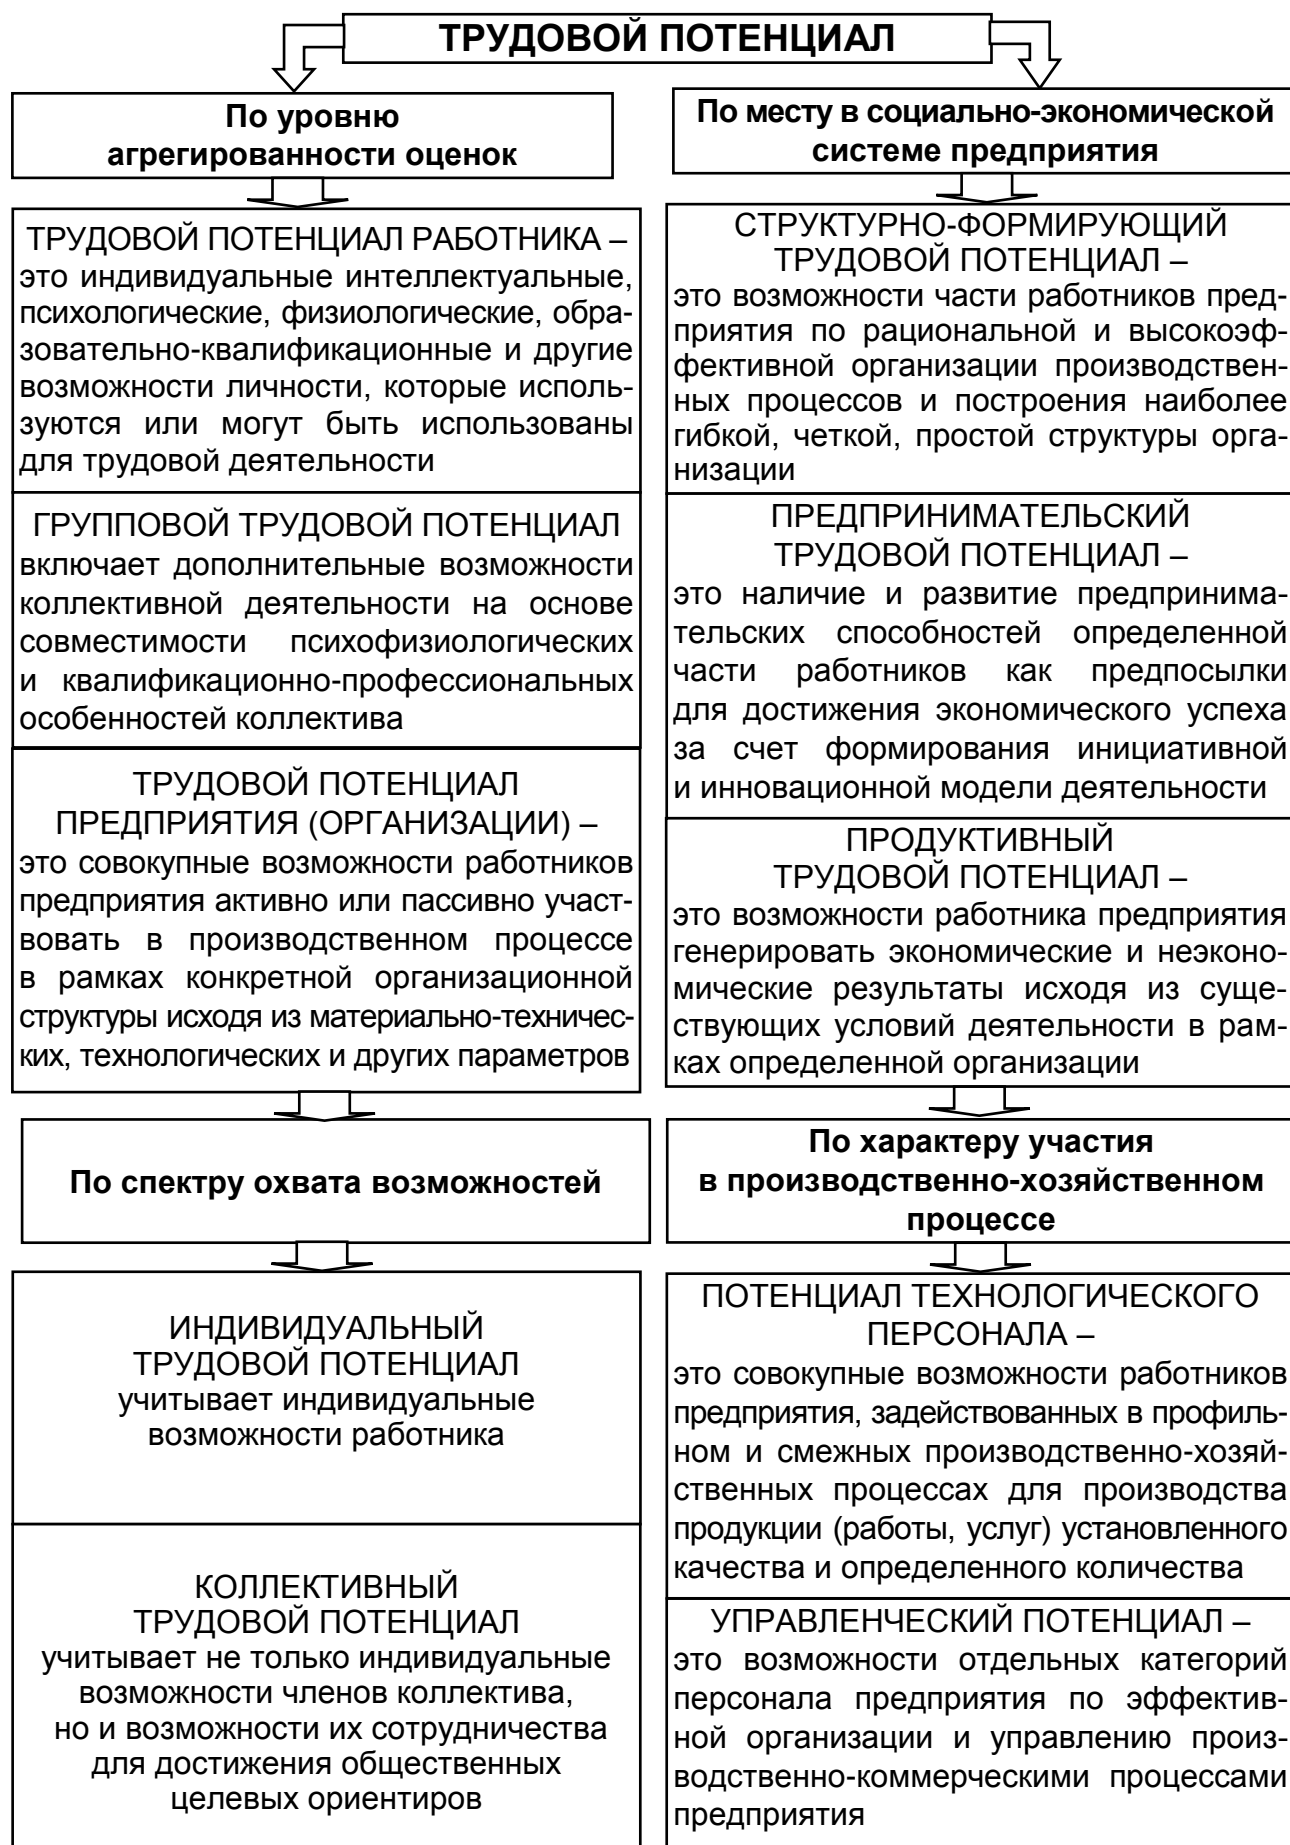 ТРУДОВОЙ ПОТЕНЦИАЛ
По уровню
агрегированности оценок
ТРУДОВОЙ ПОТЕНЦИАЛ РАБОТНИКА –
это индивидуальные интеллектуальные,
психологические, физиологические, обра-
зовательно-квалификационные и другие
возможности личности, которые исполь-
зуются или могут быть использованы
для трудовой деятельности
ГРУППОВОЙ ТРУДОВОЙ ПОТЕНЦИАЛ
включает дополнительные возможности
коллективной деятельности на основе
совместимости психофизиологических
и квалификационно-профессиональных
особенностей коллектива
ТРУДОВОЙ ПОТЕНЦИАЛ
ПРЕДПРИЯТИЯ (ОРГАНИЗАЦИИ) –
это совокупные возможности работников
предприятия активно или пассивно участ-
вовать в производственном процессе
в рамках конкретной организационной
структуры исходя из материально-техничес-
ких, технологических и других параметров
По спектру охвата возможностей
ИНДИВИДУАЛЬНЫЙ
ТРУДОВОЙ ПОТЕНЦИАЛ
учитывает индивидуальные
возможности работника
КОЛЛЕКТИВНЫЙ
ТРУДОВОЙ ПОТЕНЦИАЛ
учитывает не только индивидуальные
возможности членов коллектива,
но и возможности их сотрудничества
для достижения общественных
целевых ориентиров
По месту в социально-экономической
системе предприятия
СТРУКТУРНО-ФОРМИРУЮЩИЙ
ТРУДОВОЙ ПОТЕНЦИАЛ –
это возможности части работников пред-
приятия по рациональной и высокоэф-
фективной организации производствен-
ных процессов и построения наиболее
гибкой, четкой, простой структуры орга-
низации
ПРЕДПРИНИМАТЕЛЬСКИЙ
ТРУДОВОЙ ПОТЕНЦИАЛ –
это наличие и развитие предпринима-
тельских способностей определенной
части работников как предпосылки
для достижения экономического успеха
за счет формирования инициативной
и инновационной модели деятельности
ПРОДУКТИВНЫЙ
ТРУДОВОЙ ПОТЕНЦИАЛ –
это возможности работника предприятия
генерировать экономические и неэконо-
мические результаты исходя из суще-
ствующих условий деятельности в рам-
ках определенной организации
По характеру участия
в производственно-хозяйственном
процессе
ПОТЕНЦИАЛ ТЕХНОЛОГИЧЕСКОГО
ПЕРСОНАЛА –
это совокупные возможности работников
предприятия, задействованных в профиль-
ном и смежных производственно-хозяй-
ственных процессах для производства
продукции (работы, услуг) установленного
качества и определенного количества
УПРАВЛЕНЧЕСКИЙ ПОТЕНЦИАЛ –
это возможности отдельных категорий
персонала предприятия по эффектив-
ной организации и управлению произ-
водственно-коммерческими процессами
предприятия